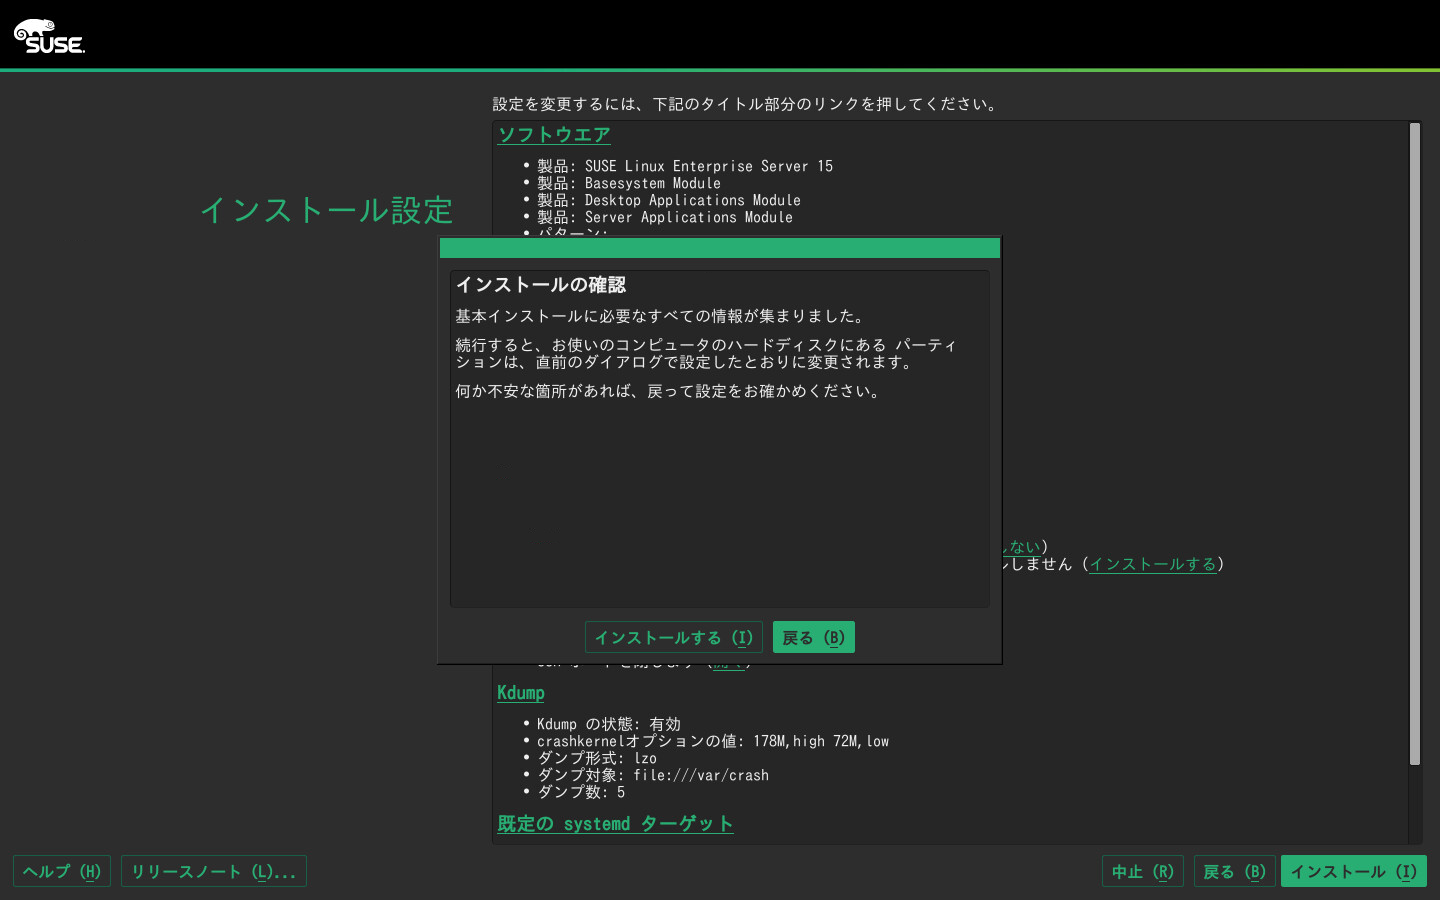 SUSE
設定を変更するには、下記のタイトル部分のリンクを押してください。
ソフトウエア
• 製品: SUSE Linux Enterprise Server 15
• 製品: Basesystem Module
• 製品: Desktop Applications Module
• 製品: Server Applications Module
• パターン:
インストール設定
インストールの確認
基本インストールに必要なすべての情報が集まりました。
続行すると、お使いのコンピュータのハードディスクにある パーティ
ションは、直前のダイアログで設定したとおりに変更されます。
何か不安な箇所があれば、戻って設定をお確かめください。
しない)
しません (インストールする)
インストールする (I)
戻る (B)
Kdump
• Kdump の状態: 有効
• crashkernelオプションの値: 178M,high 72M,low
• ダンプ形式: lzo
• ダンプ対象: file:///var/crash
• ダンプ数: 5
既定の systemd ターゲット
ヘルプ (H)
リリースノート (L)...
中止 (R)
戻る (B)
インストール (I)